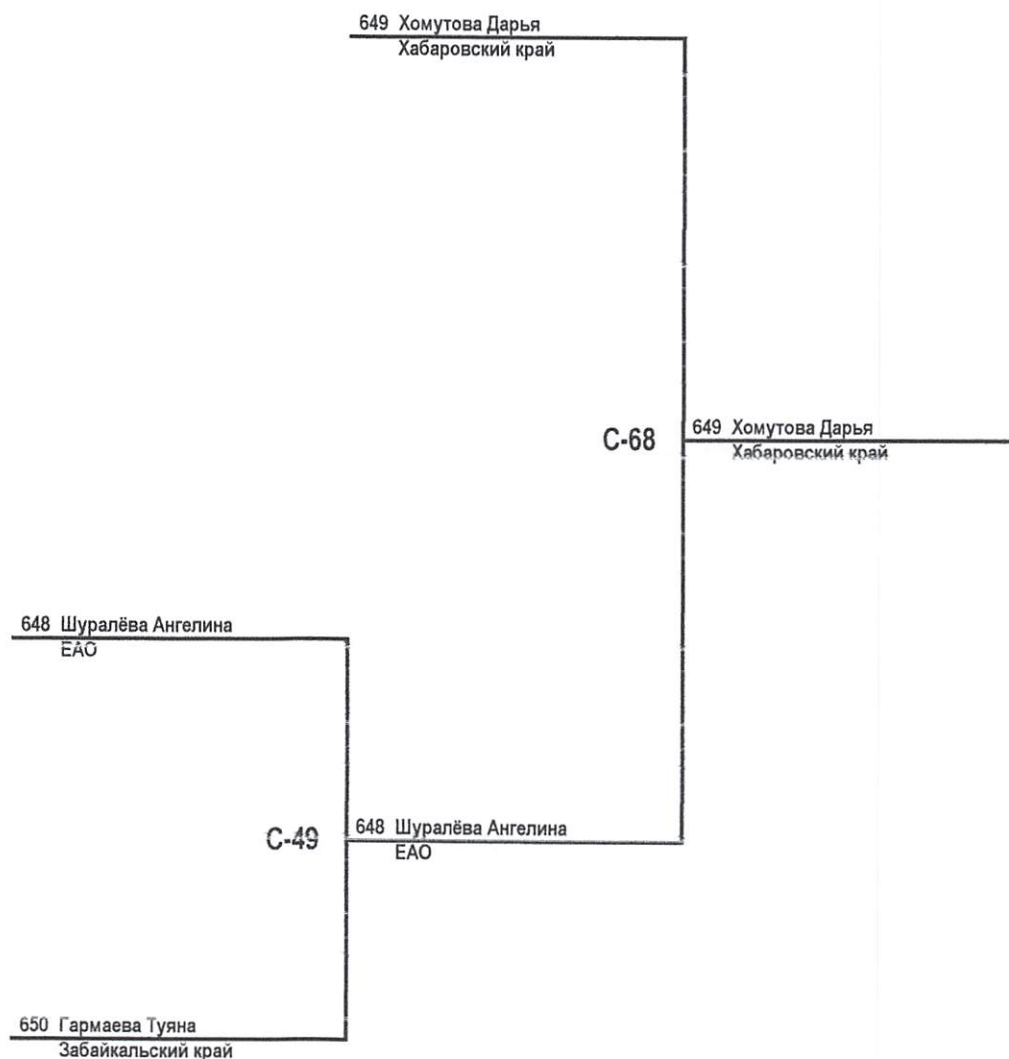 649 Хомутова Дарья
Хабаровский край
С-68
649 Хомутова Дарья
Хабаровский край
648 Шуралёва Ангелина
ЕАО
С-49
648 Шуралёва Ангелина
ЕАО
650 Гармаева Туяна
Забайкальский край